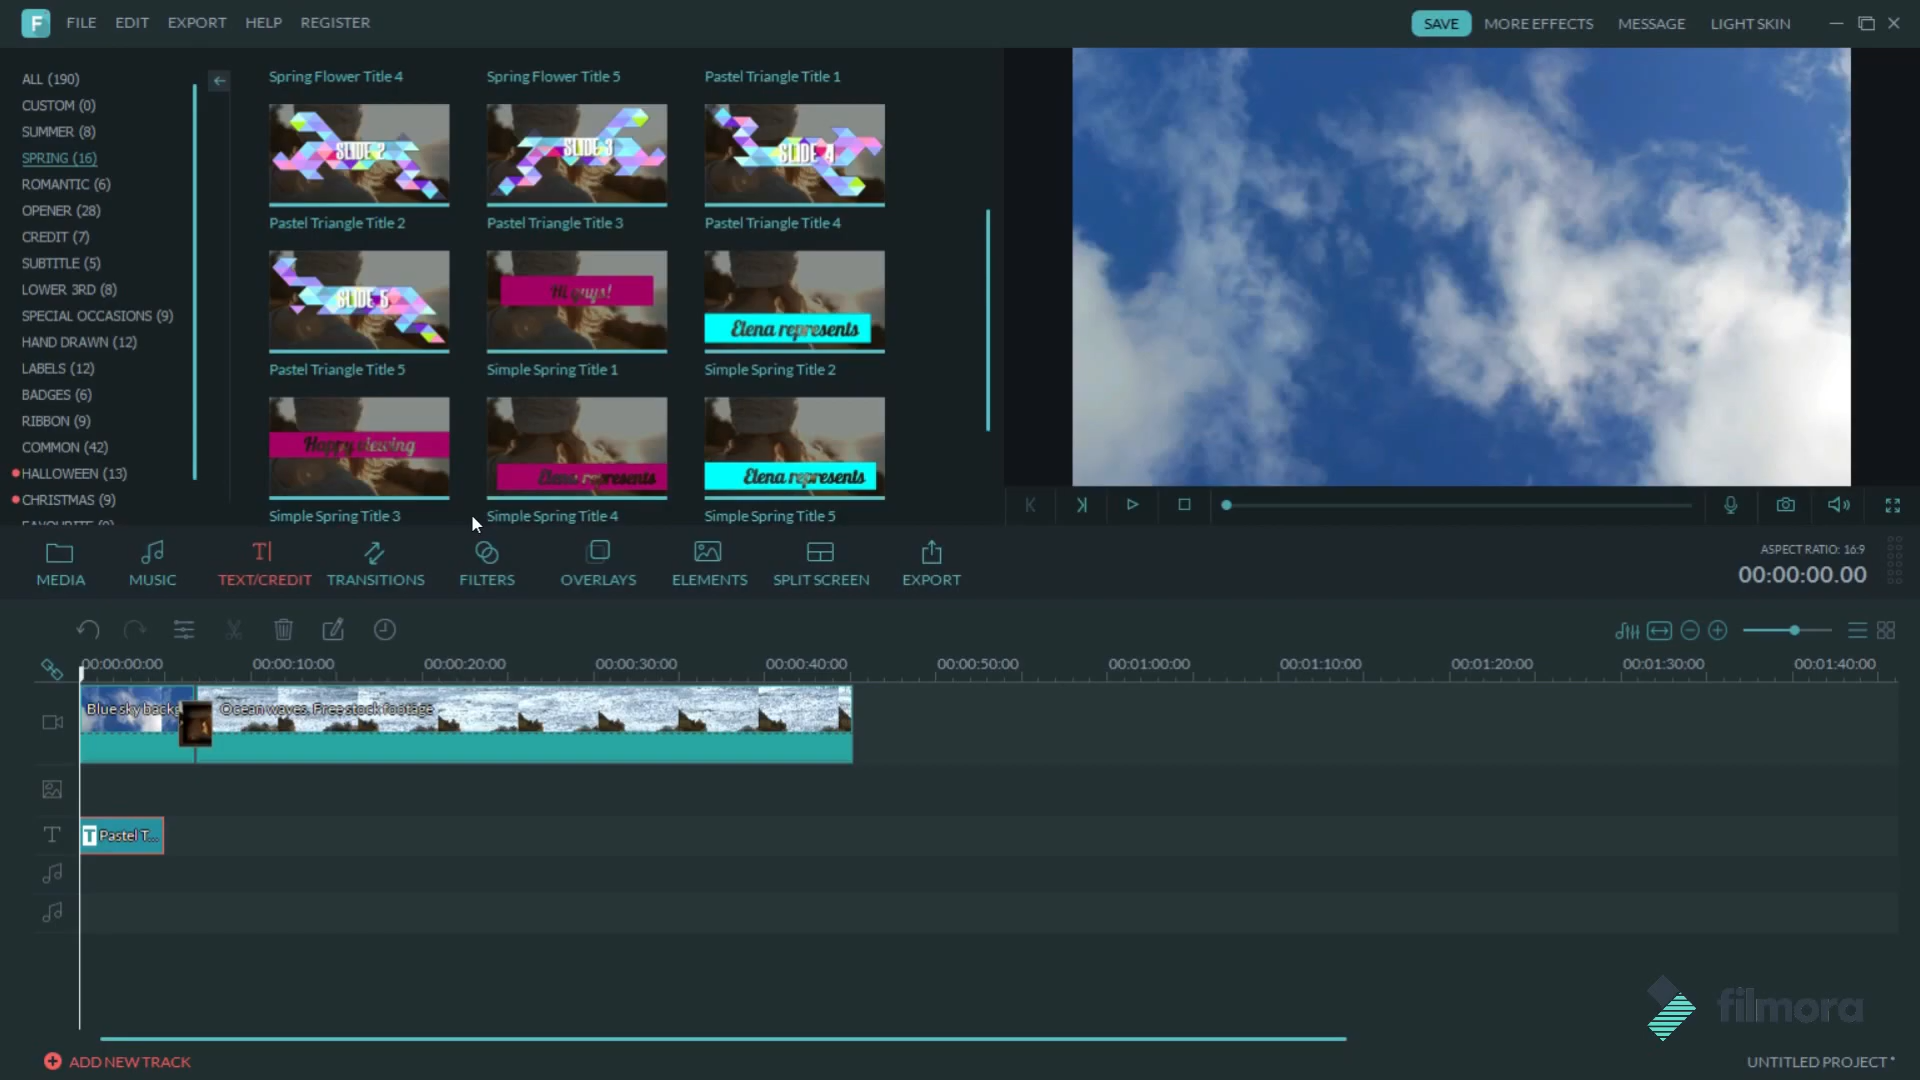 FILE EDIT EXPORT HELP REGISTER
SAVE MORE EFFECTS MESSAGE LIGHT SKIN
ALL (190)
CUSTOM (0)
SUMMER (8)
SPRING (16)
ROMANTIC (6)
OPENER (28)
CREDIT (7)
SUBTITLE (5)
LOWER 3RD (8)
SPECIAL OCCASIONS (9)
HAND DRAWN (12)
LABELS (12)
BADGES (6)
RIBBON (9)
COMMON (42)
HALLOWEEN (13)
CHRISTMAS (9)
Spring Flower Title 4 Spring Flower Title 5 Pastel Triangle Title 1
SLIDE 2 SLIDE 3 SLIDE 4
Pastel Triangle Title 2 Pastel Triangle Title 3 Pastel Triangle Title 4
SLIDE 5 Hi guys! Elena represents
Pastel Triangle Title 5 Simple Spring Title 1 Simple Spring Title 2
Happy viewing Elena represents Elena represents
Simple Spring Title 3 Simple Spring Title 4 Simple Spring Title 5
MEDIA MUSIC TEXT/CREDIT TRANSITIONS FILTERS OVERLAYS ELEMENTS SPLIT SCREEN EXPORT
ASPECT RATIO: 16:9
00:00:00.00
00:00:00:00 00:00:10:00 00:00:20:00 00:00:30:00 00:00:40:00 00:00:50:00 00:01:00:00 00:01:10:00 00:01:20:00 00:01:30:00 00:01:40:00
Blue sky backg Ocean waves. Free stock footage
T Pastel T...
filmora
ADD NEW TRACK
UNTITLED PROJECT *